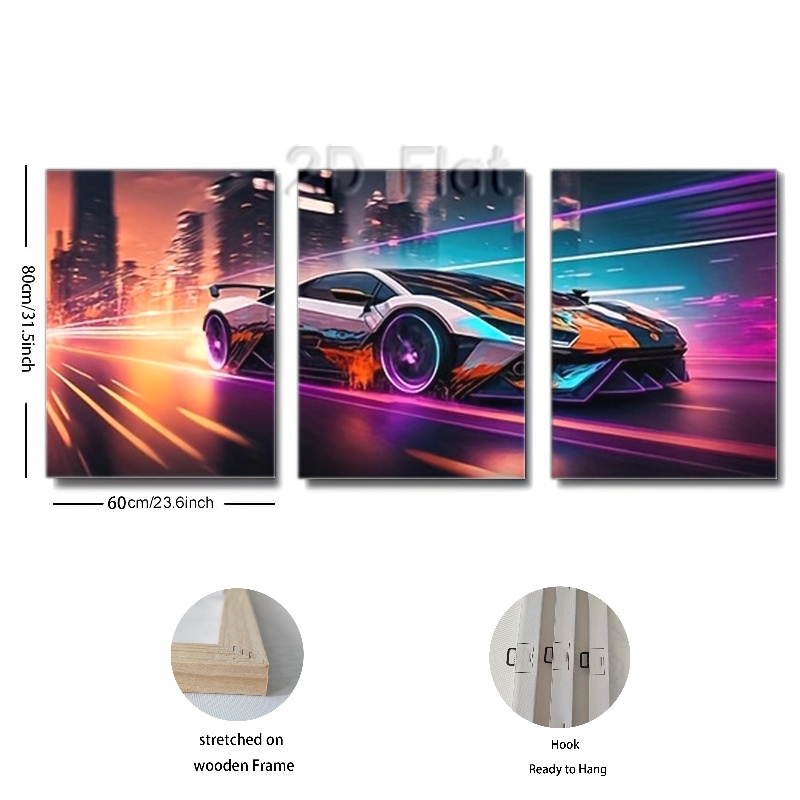 2D Flat
80cm/31.5inch
60cm/23.6inch
stretched on
wooden Frame
Hook
Ready to Hang